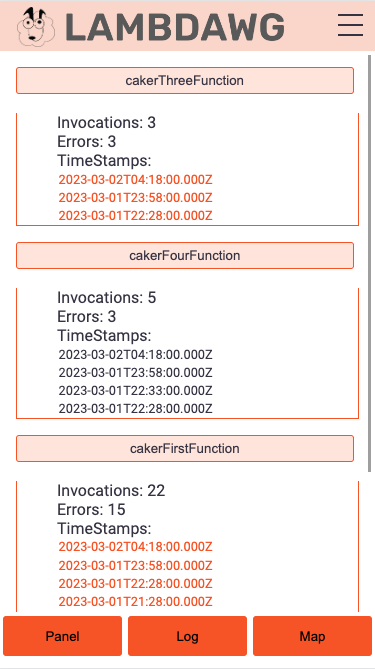 LAMBDAWG
cakerThreeFunction
Invocations: 3
Errors: 3
TimeStamps:
2023-03-02T04:18:00.000Z
2023-03-01T23:58:00.000Z
2023-03-01T22:28:00.000Z
cakerFourFunction
Invocations: 5
Errors: 3
TimeStamps:
2023-03-02T04:18:00.000Z
2023-03-01T23:58:00.000Z
2023-03-01T22:33:00.000Z
2023-03-01T22:28:00.000Z
cakerFirstFunction
Invocations: 22
Errors: 15
TimeStamps:
2023-03-02T04:18:00.000Z
2023-03-01T23:58:00.000Z
2023-03-01T22:28:00.000Z
2023-03-01T21:28:00.000Z
Panel Log Map